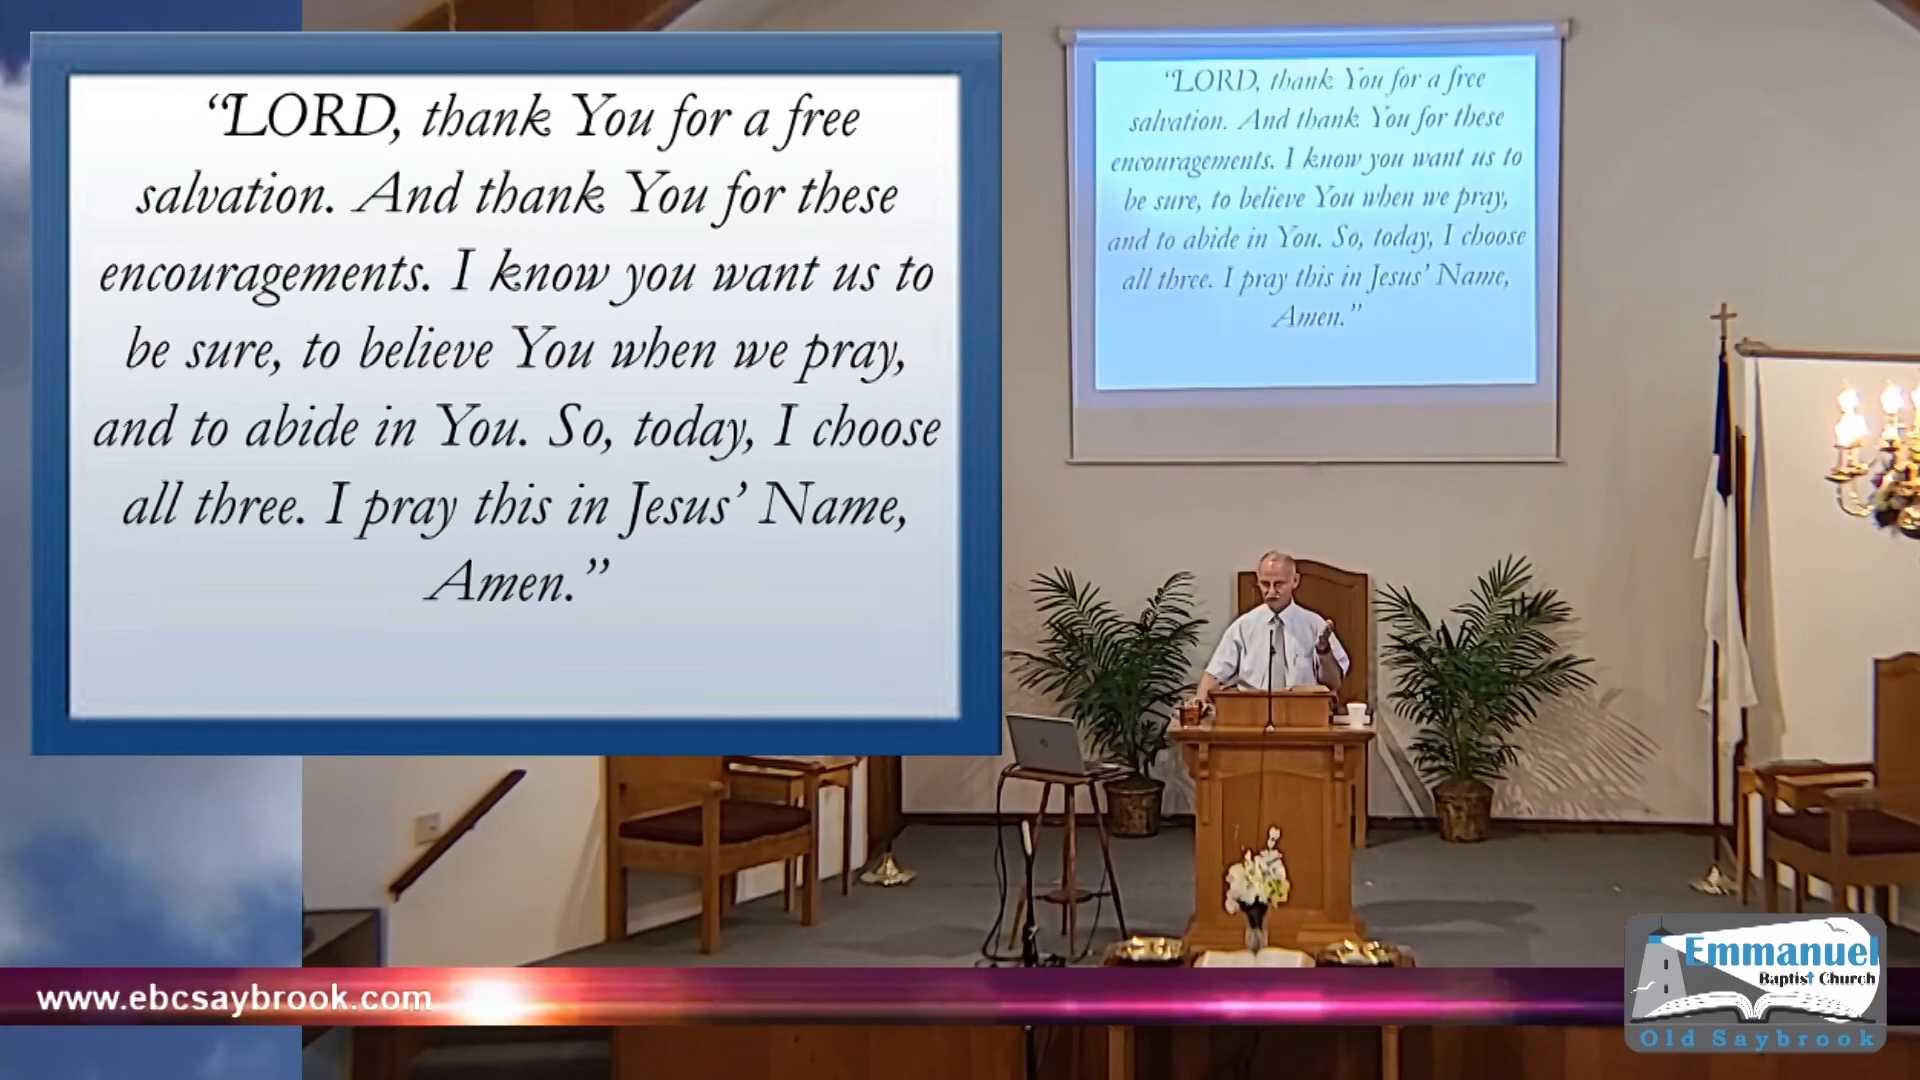 “LORD, thank You for a free
salvation. And thank You for these
encouragements. I know you want us to
be sure, to believe You when we pray,
and to abide in You. So, today, I choose
all three. I pray this in Jesus’ Name,
Amen.”
“LORD, thank You for a free
salvation. And thank You for these
encouragements. I know you want us to
be sure, to believe You when we pray,
and to abide in You. So, today, I choose
all three. I pray this in Jesus’ Name,
Amen.”
www.ebcsaybrook.com
Emmanuel
Baptist Church
Old Saybrook